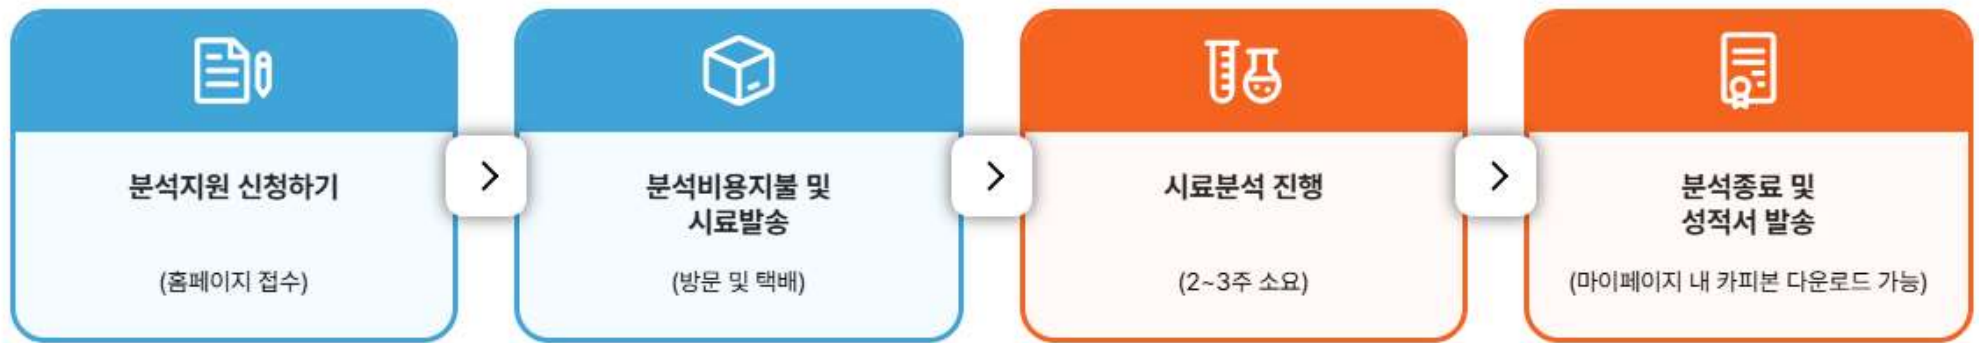 분석지원 신청하기
(홈페이지 접수)
분석비용지불 및
시료발송
(방문 및 택배)
시료분석 진행
(2~3주 소요)
분석종료 및
성적서 발송
(마이페이지 내 카피본 다운로드 가능)